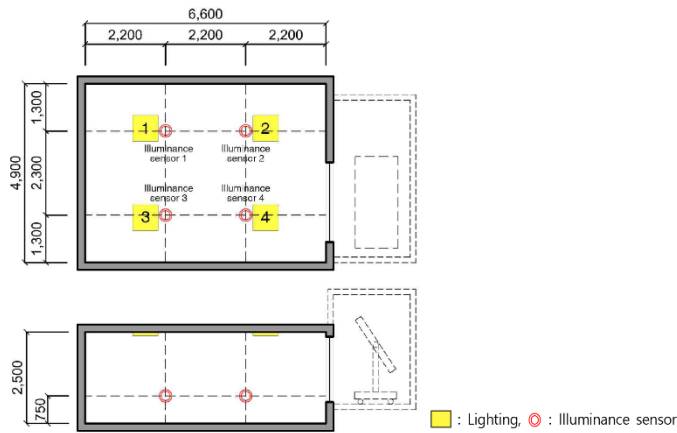 6,600
2,200 2,200 2,200
1,300
2,300
1,300
4,900
1 2
Illuminance
sensor 1
Illuminance
sensor 2
Illuminance
sensor 3
Illuminance
sensor 4
3 4
2,500
750
: Lighting, : Illuminance sensor